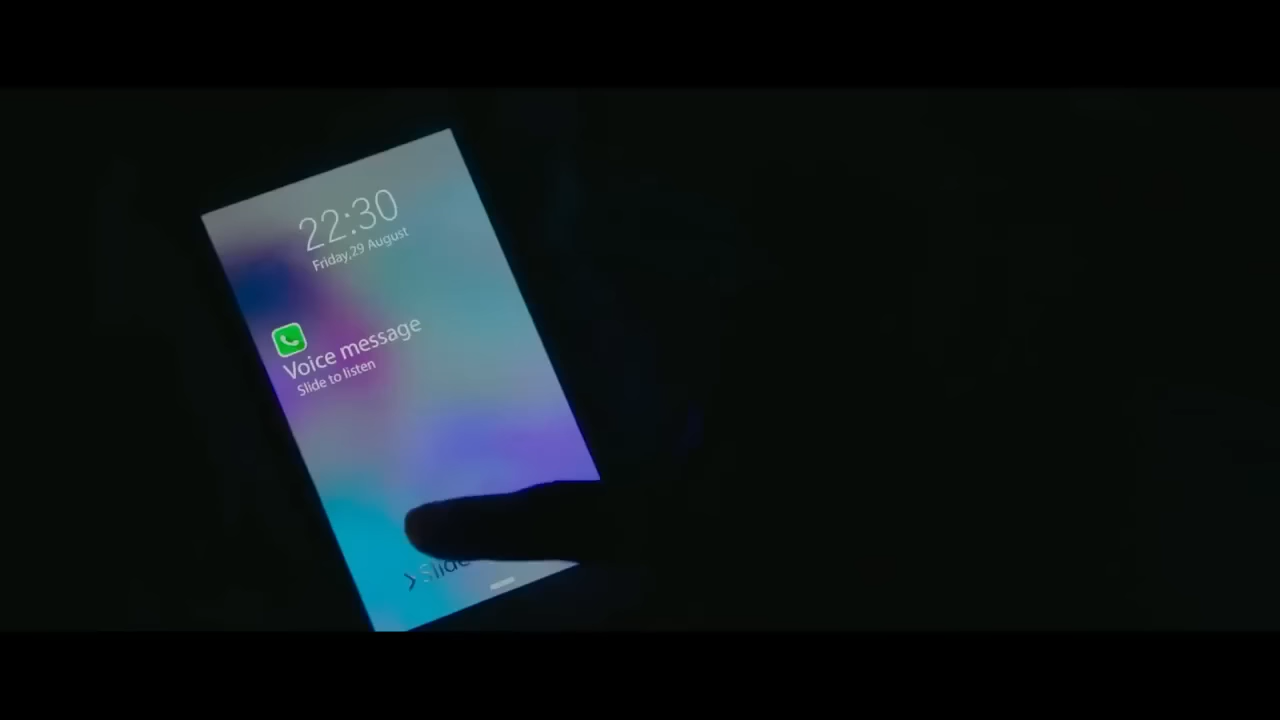 22:30
Friday,29 August
Voice message
Slide to listen
Slide